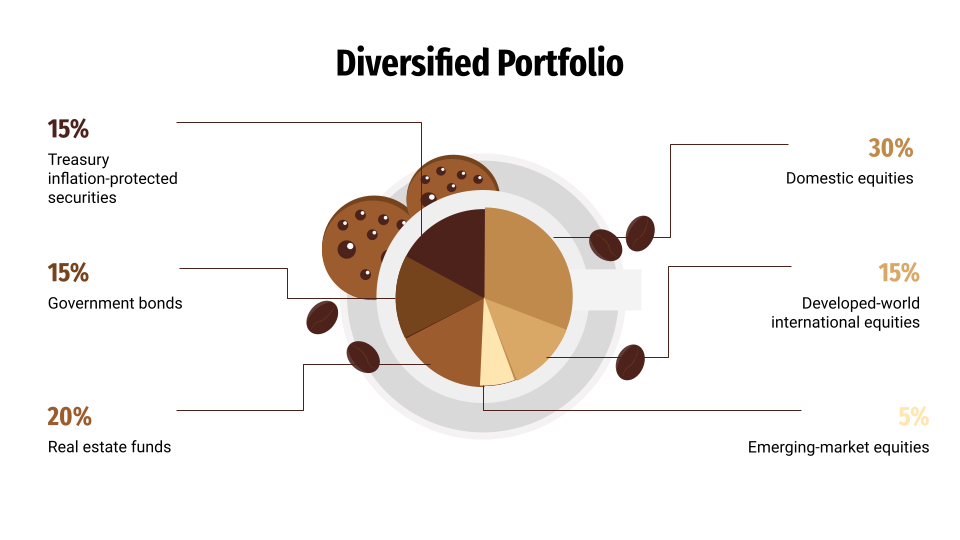 Diversified Portfolio
15%
Treasury
inflation-protected
securities
15%
Government bonds
20%
Real estate funds
30%
Domestic equities
15%
Developed-world
international equities
5%
Emerging-market equities